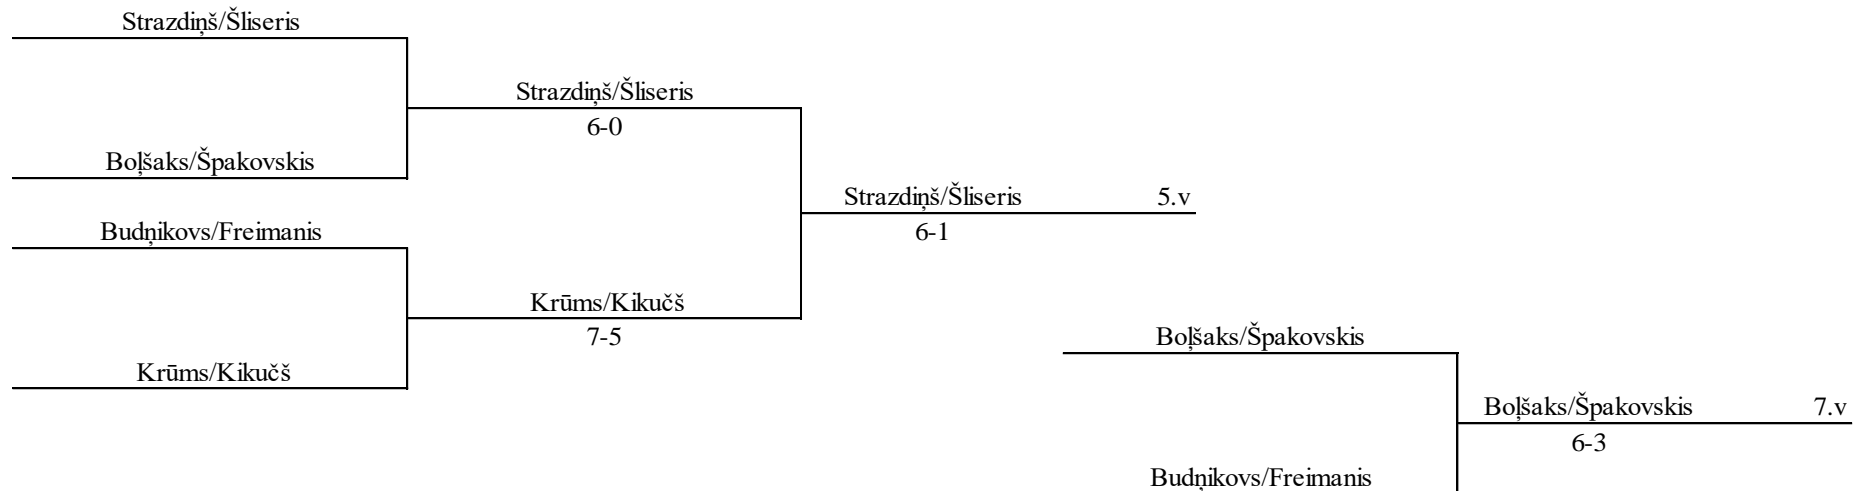 Strazdiņš/Šliseris
Strazdiņš/Šliseris
6-0
Boļšaks/Špakovskis
Strazdiņš/Šliseris 5.v
6-1
Budņikovs/Freimanis
Krūms/Kikučš
7-5
Krūms/Kikučš
Boļšaks/Špakovskis
Boļšaks/Špakovskis 7.v
6-3
Budņikovs/Freimanis